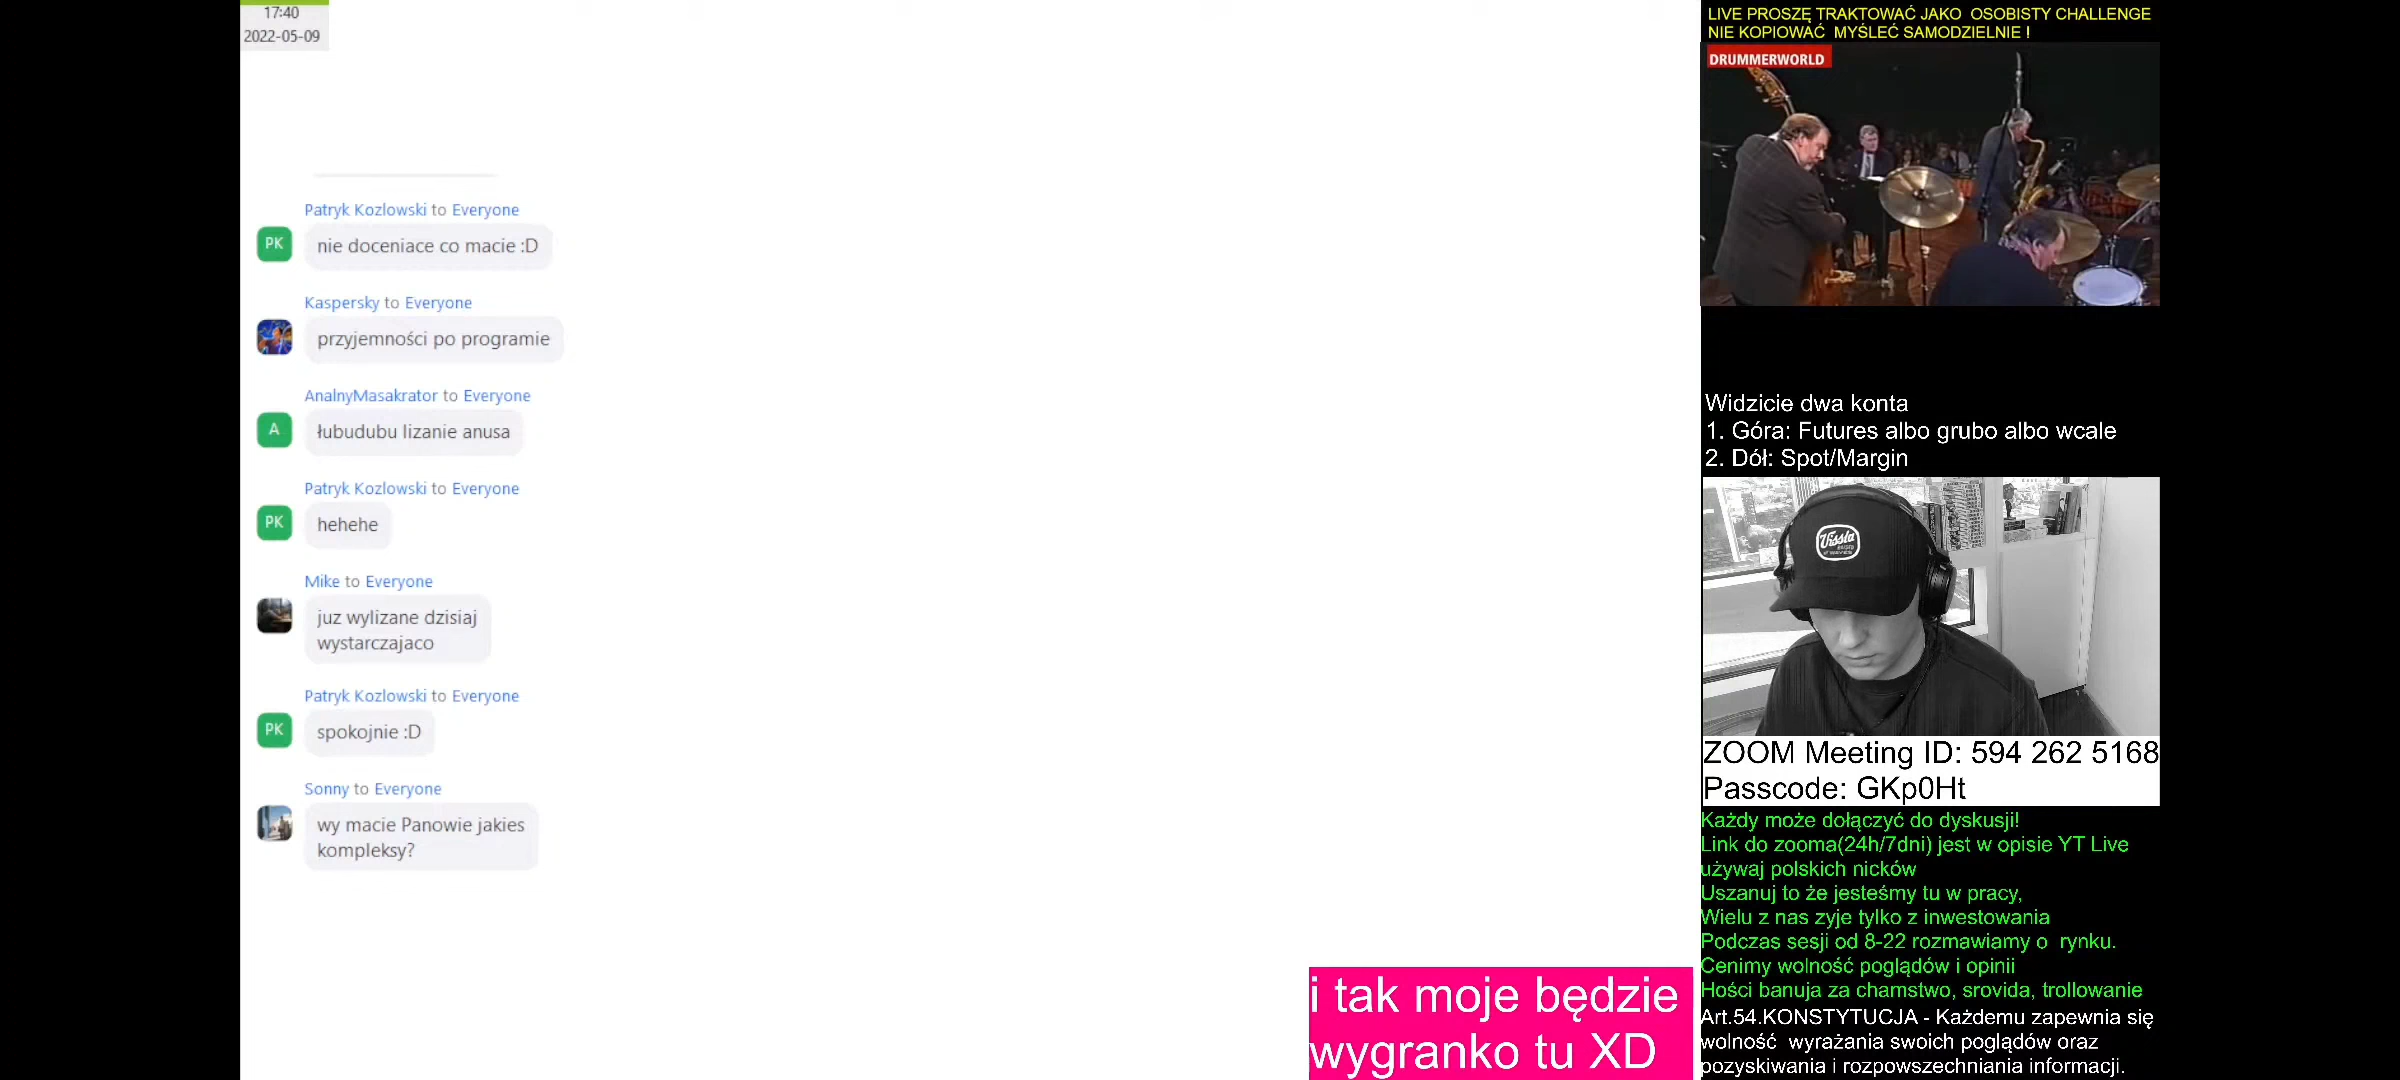 17:40
2022-05-09
Patryk Kozlowski to Everyone
PK
nie doceniace co macie :D
Kaspersky to Everyone
przyjemności po programie
AnalnyMasakrator to Everyone
A
łubudubu lizanie anusa
Patryk Kozlowski to Everyone
PK
hehehe
Mike to Everyone
juz wylizane dzisiaj
wystarczajaco
Patryk Kozlowski to Everyone
PK
spokojnie :D
Sonny to Everyone
wy macie Panowie jakies
kompleksy?
i tak moje będzie
wygranko tu XD
LIVE PROSZĘ TRAKTOWAĆ JAKO OSOBISTY CHALLENGE
NIE KOPIOWAĆ MYŚLEĆ SAMODZIELNIE !
DRUMMERWORLD
Widzicie dwa konta
1. Góra: Futures albo grubo albo wcale
2. Dół: Spot/Margin
Vissla
ZOOM Meeting ID: 594 262 5168
Passcode: GKp0Ht
Każdy może dołączyć do dyskusji!
Link do zooma(24h/7dni) jest w opisie YT Live
używaj polskich nicków
Uszanuj to że jesteśmy tu w pracy,
Wielu z nas zyje tylko z inwestowania
Podczas sesji od 8-22 rozmawiamy o rynku.
Cenimy wolność poglądów i opinii
Hości banuja za chamstwo, srovida, trollowanie
Art.54.KONSTYTUCJA - Każdemu zapewnia się
wolność wyrażania swoich poglądów oraz
pozyskiwania i rozpowszechniania informacji.